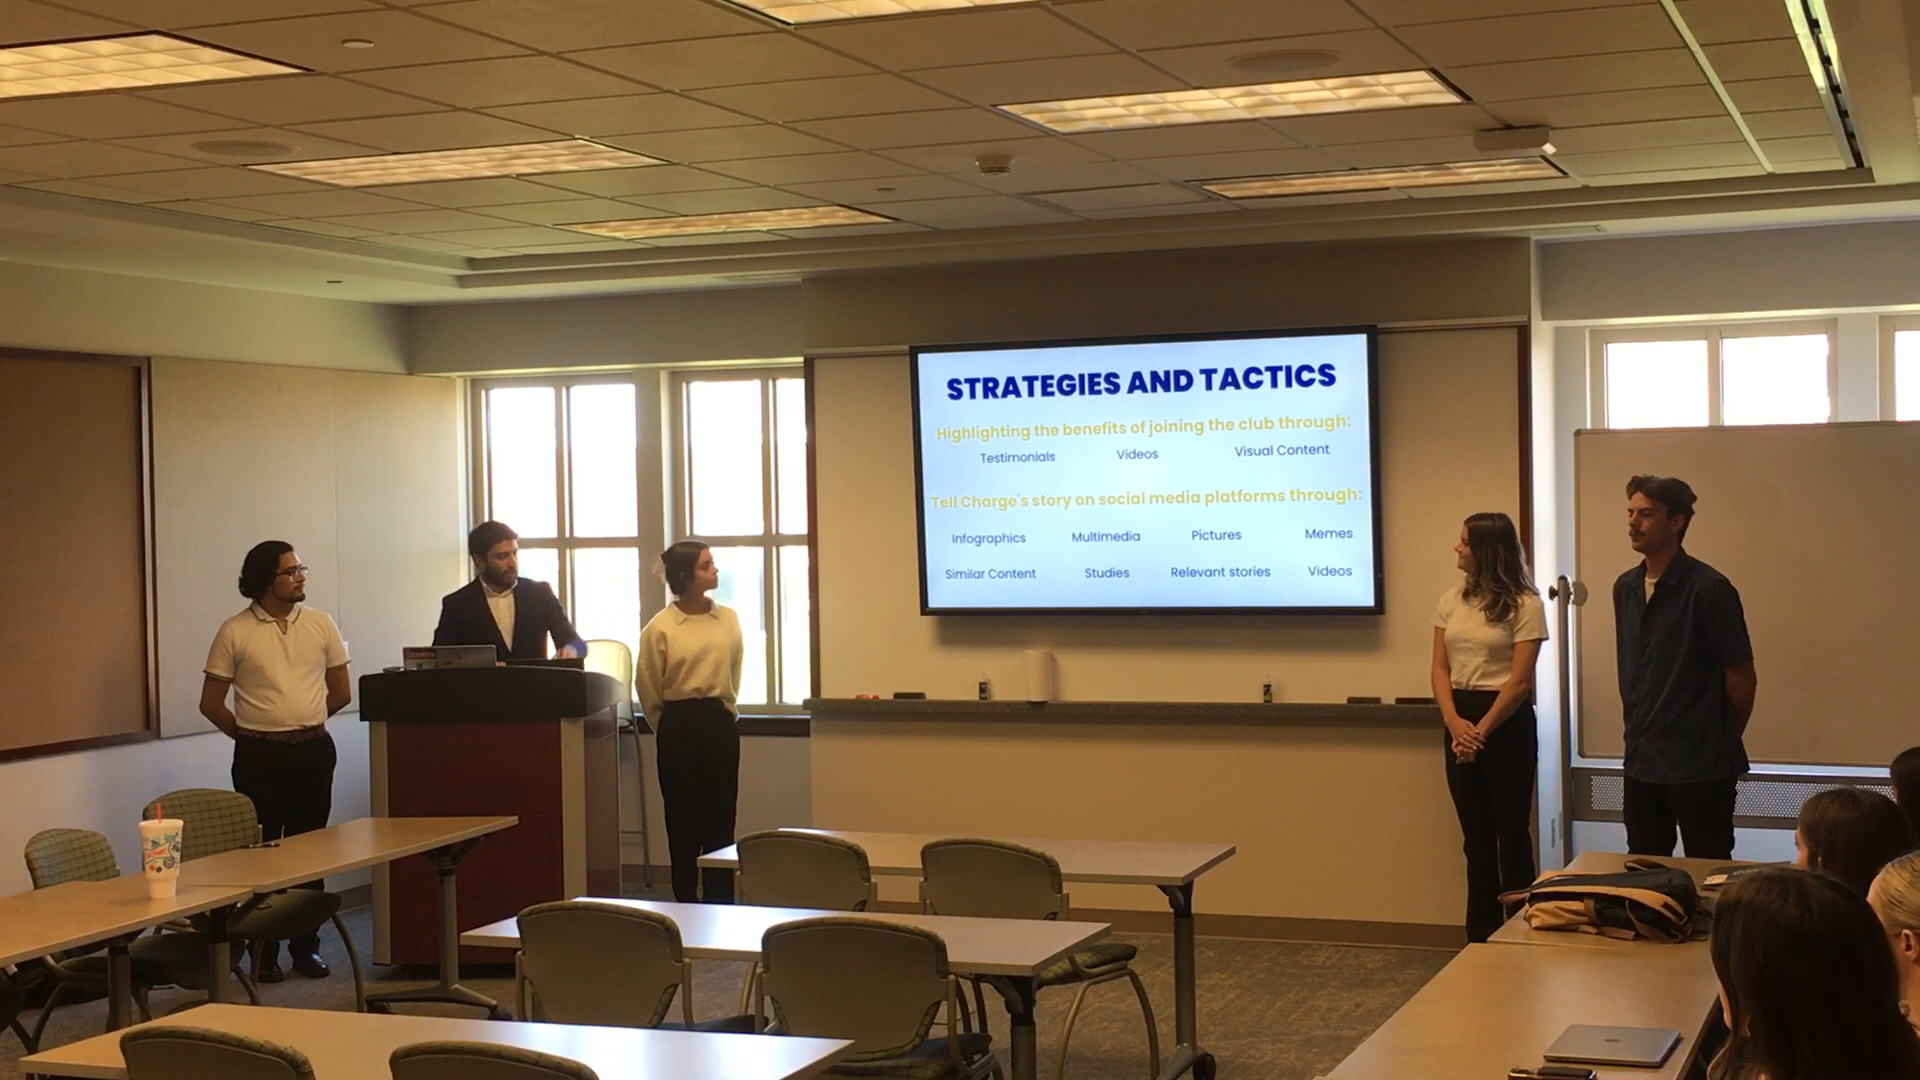 STRATEGIES AND TACTICS
Highlighting the benefits of joining the club through:
Testimonials Videos Visual Content
Tell Charge's story on social media platforms through:
Infographics Multimedia Pictures Memes
Similar Content Studies Relevant stories Videos
SONIC